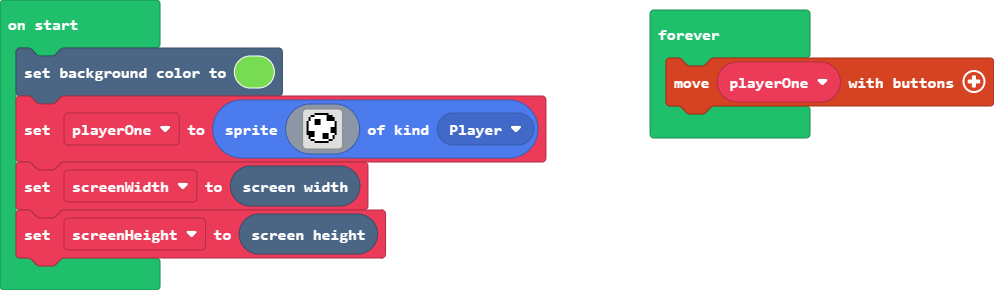 on start
set background color to
set playerOne to sprite of kind Player
set screenWidth to screen width
set screenHeight to screen height
forever
move playerOne with buttons